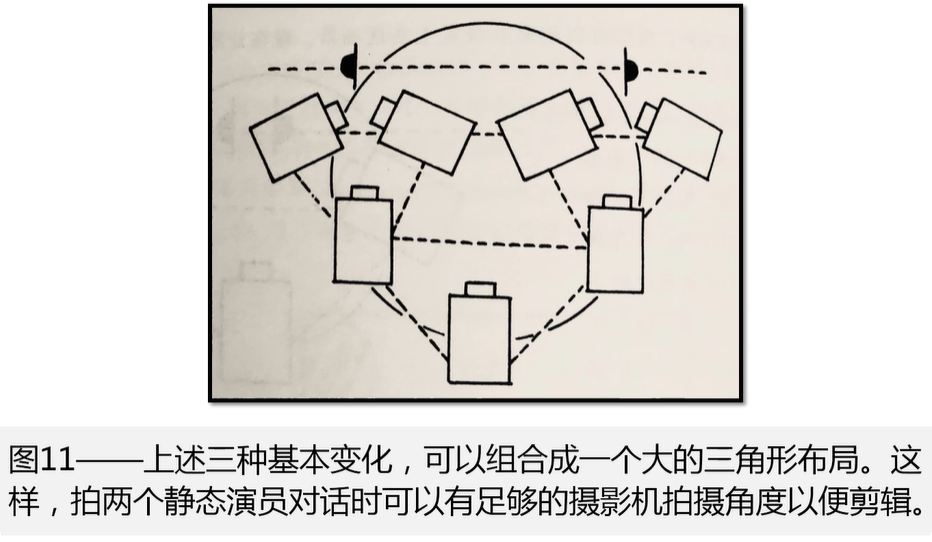 图11——上述三种基本变化，可以组合成一个大的三角形布局。这
样，拍两个静态演员对话时可以有足够的摄影机拍摄角度以便剪辑。